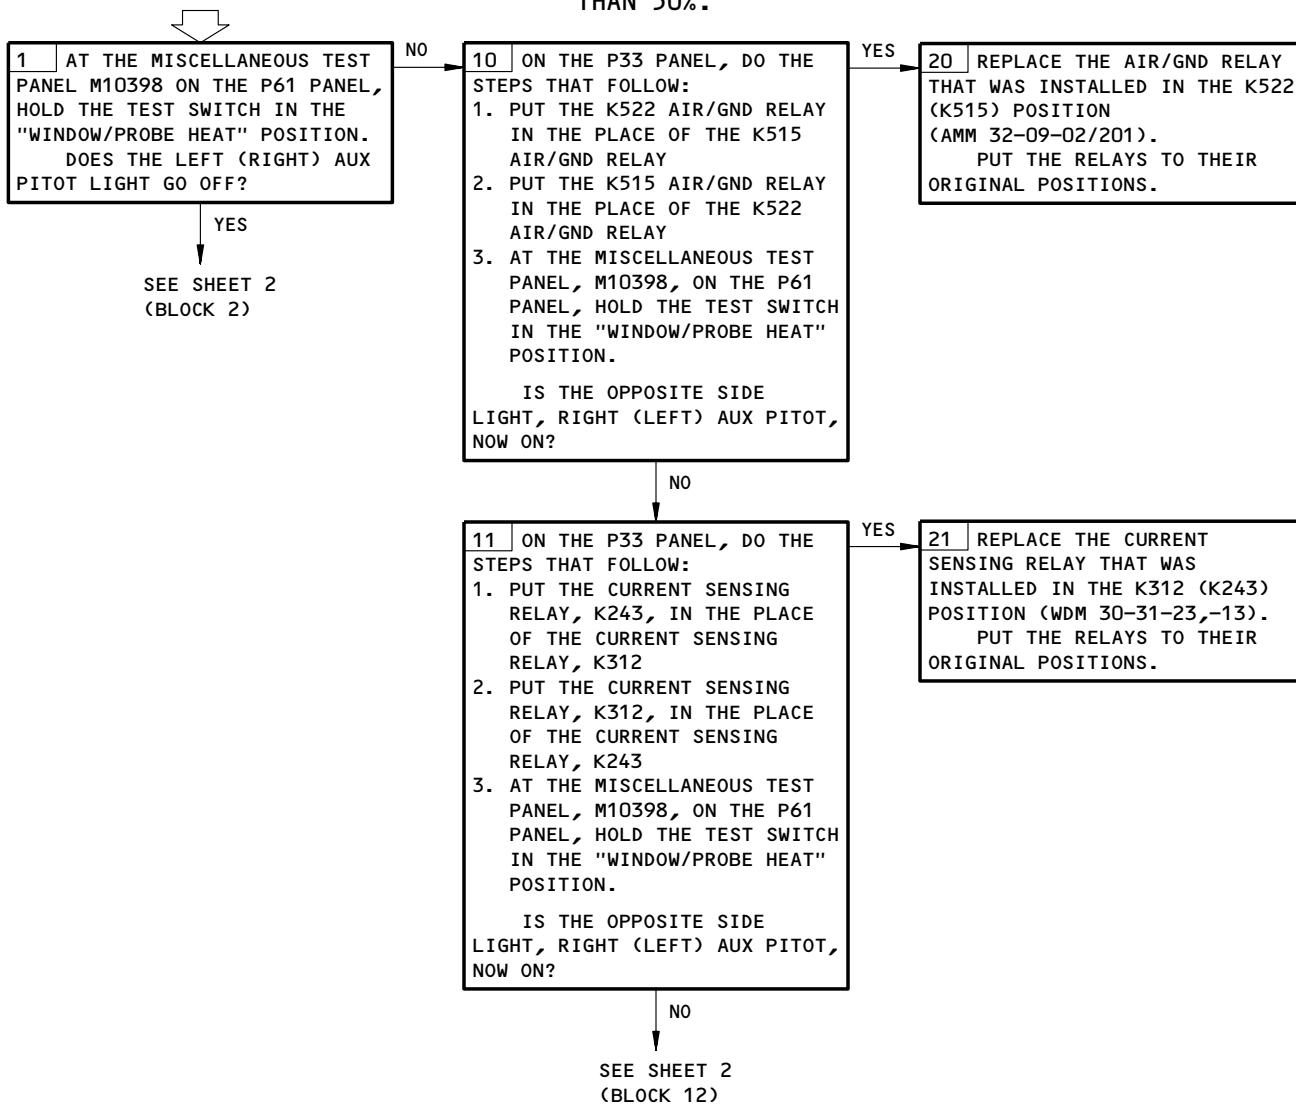 THAN 50%.
1 AT THE MISCELLANEOUS TEST
PANEL M10398 ON THE P61 PANEL,
HOLD THE TEST SWITCH IN THE
"WINDOW/PROBE HEAT" POSITION.
DOES THE LEFT (RIGHT) AUX
PITOT LIGHT GO OFF?
NO
YES
SEE SHEET 2
(BLOCK 2)
10 ON THE P33 PANEL, DO THE
STEPS THAT FOLLOW:
1. PUT THE K522 AIR/GND RELAY
IN THE PLACE OF THE K515
AIR/GND RELAY
2. PUT THE K515 AIR/GND RELAY
IN THE PLACE OF THE K522
AIR/GND RELAY
3. AT THE MISCELLANEOUS TEST
PANEL, M10398, ON THE P61
PANEL, HOLD THE TEST SWITCH
IN THE "WINDOW/PROBE HEAT"
POSITION.
IS THE OPPOSITE SIDE
LIGHT, RIGHT (LEFT) AUX PITOT,
NOW ON?
YES
20 REPLACE THE AIR/GND RELAY
THAT WAS INSTALLED IN THE K522
(K515) POSITION
(AMM 32-09-02/201).
PUT THE RELAYS TO THEIR
ORIGINAL POSITIONS.
NO
11 ON THE P33 PANEL, DO THE
STEPS THAT FOLLOW:
1. PUT THE CURRENT SENSING
RELAY, K243, IN THE PLACE
OF THE CURRENT SENSING
RELAY, K312
2. PUT THE CURRENT SENSING
RELAY, K312, IN THE PLACE
OF THE CURRENT SENSING
RELAY, K243
3. AT THE MISCELLANEOUS TEST
PANEL, M10398, ON THE P61
PANEL, HOLD THE TEST SWITCH
IN THE "WINDOW/PROBE HEAT"
POSITION.
IS THE OPPOSITE SIDE
LIGHT, RIGHT (LEFT) AUX PITOT,
NOW ON?
YES
21 REPLACE THE CURRENT
SENSING RELAY THAT WAS
INSTALLED IN THE K312 (K243)
POSITION (WDM 30-31-23,-13).
PUT THE RELAYS TO THEIR
ORIGINAL POSITIONS.
NO
SEE SHEET 2
(BLOCK 12)